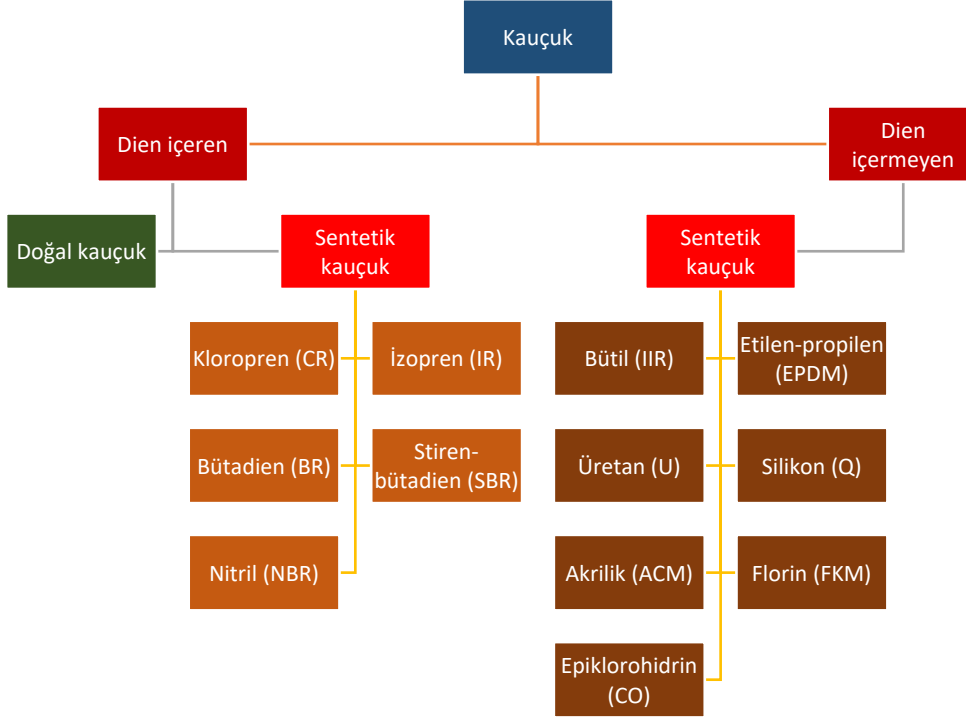 Kauçuk
Dien içeren
Dien
içermeyen
Doğal kauçuk
Sentetik
kauçuk
Sentetik
kauçuk
Kloropren (CR)
İzopren (IR)
Bütil (IIR)
Etilen-propilen
(EPDM)
Bütadien (BR)
Stiren-
bütadien (SBR)
Üretan (U)
Silikon (Q)
Nitril (NBR)
Akrilik (ACM)
Florin (FKM)
Epiklorohidrin
(CO)